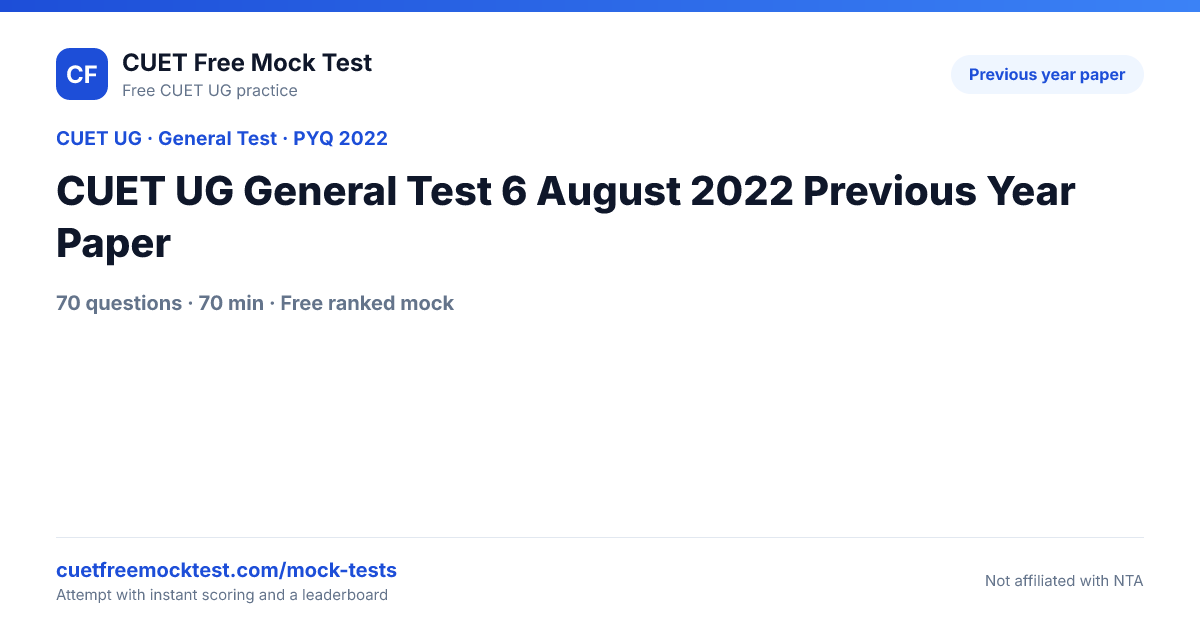 CF
CUET Free Mock Test
Free CUET UG practice
Previous year paper
CUET UG · General Test · PYQ 2022
CUET UG General Test 6 August 2022 Previous Year
Paper
70 questions · 70 min · Free ranked mock
cuetfreemocktest.com/mock-tests
Attempt with instant scoring and a leaderboard
Not affiliated with NTA